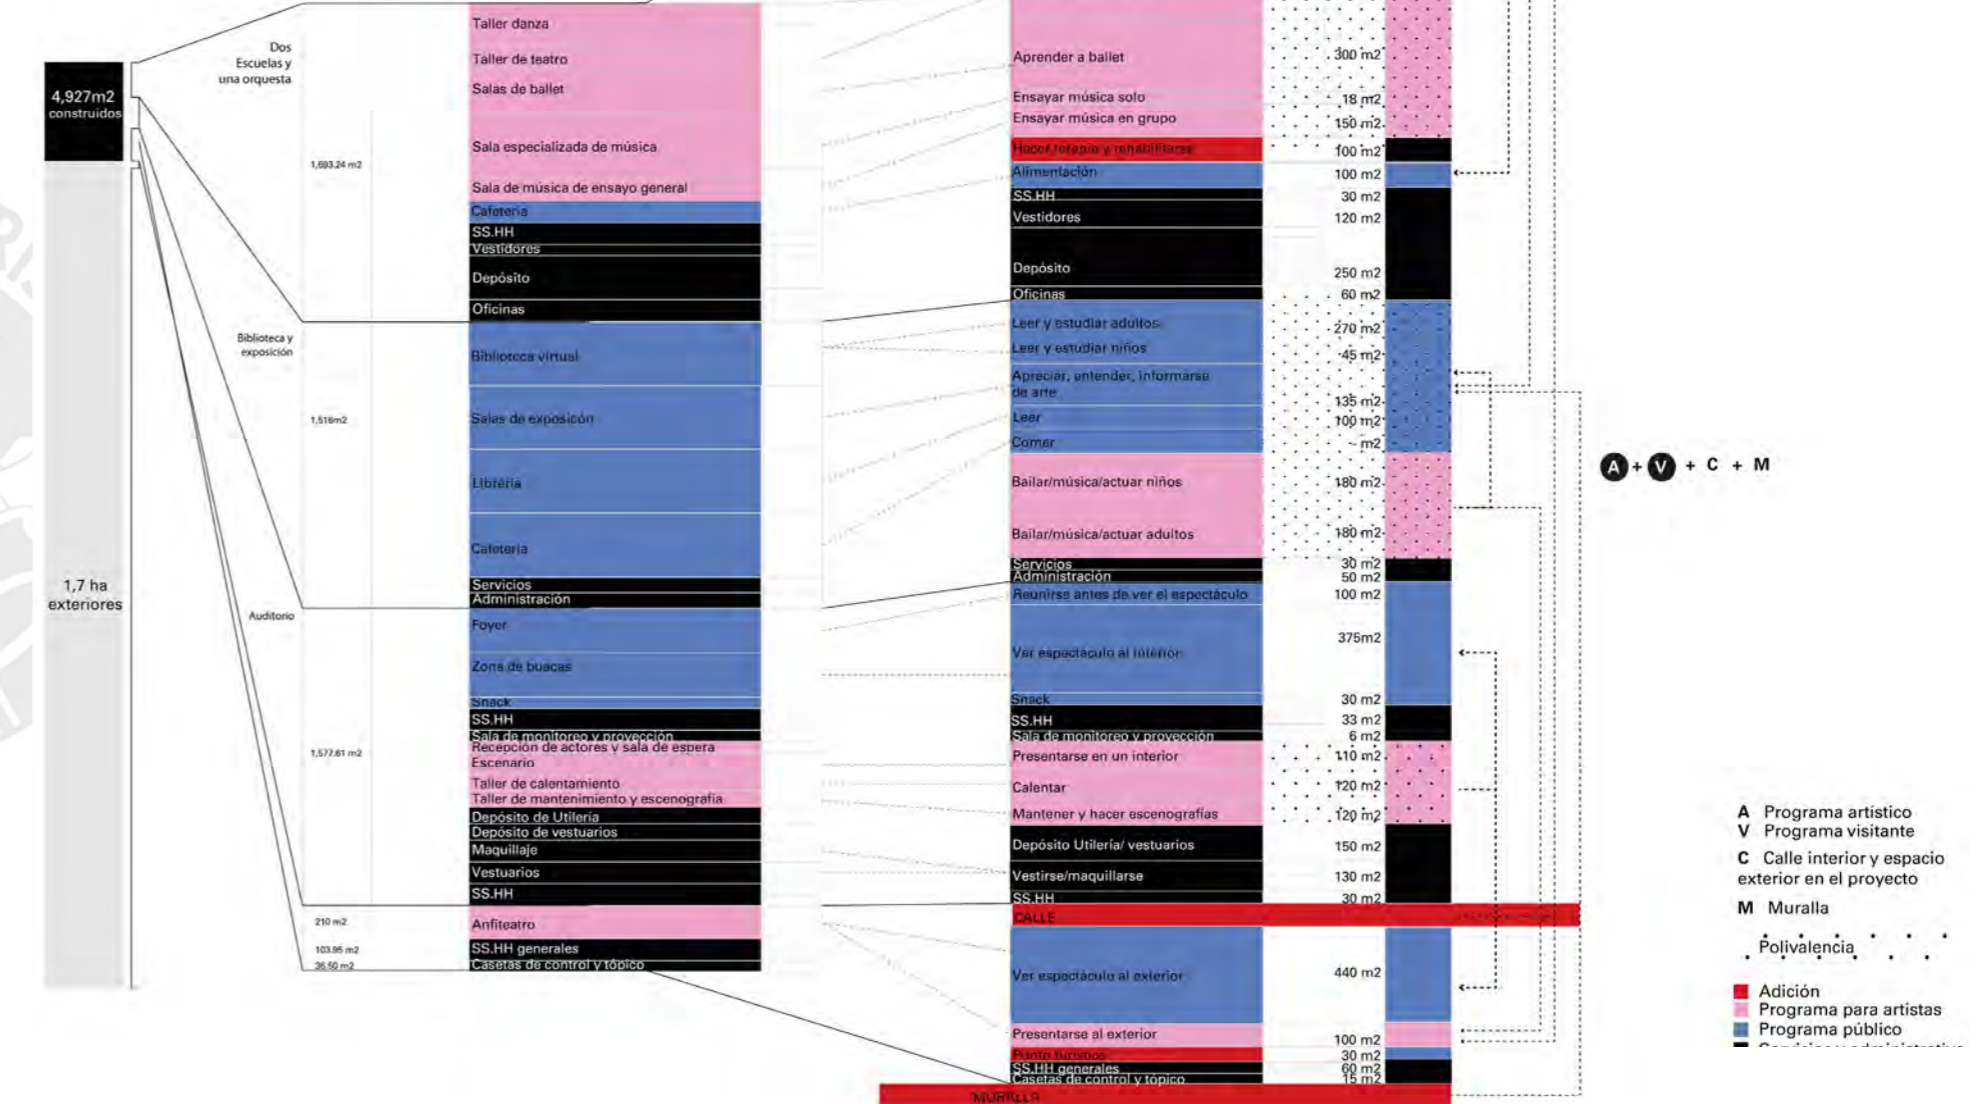 4,927m2
construidos
1,7 ha
exteriores
Dos
Escuelas y
una orquesta
1,693.24 m2
Biblioteca y
exposición
1,516m2
Auditorio
1,577.61 m2
210 m2
103.95 m2
36.50 m2
Taller danza
Taller de teatro
Salas de ballet
Sala especializada de música
Sala de música de ensayo general
Cafetería
SS.HH
Vestidores
Depósito
Oficinas
Biblioteca virtual
Salas de exposicón
Librería
Cafetería
Servicios
Administración
Foyer
Zona de buacas
Snack
SS.HH
Sala de monitoreo y proyección
Recepción de actores y sala de espera
Escenario
Taller de calentamiento
Taller de mantenimiento y escenografía
Depósito de Utilería
Depósito de vestuarios
Maquillaje
Vestuarios
SS.HH
Anfiteatro
SS.HH generales
Casetas de control y tópico
Aprender a ballet 300 m2
Ensayar música solo 18 m2
Ensayar música en grupo 150 m2
Hacer terapia y rehabilitarse 100 m2
Alimentación 100 m2
SS.HH 30 m2
Vestidores 120 m2
Depósito 250 m2
Oficinas 60 m2
Leer y estudiar adultos 270 m2
Leer y estudiar niños 45 m2
Apreciar, entender, informarse
de arte 135 m2
Leer 100 m2
Comer - m2
Bailar/música/actuar niños 180 m2
Bailar/música/actuar adultos 180 m2
Servicios 30 m2
Administración 50 m2
Reunirse antes de ver el espectáculo 100 m2
Ver espectáculo al interior 375m2
Snack 30 m2
SS.HH 33 m2
Sala de monitoreo y proyección 6 m2
Presentarse en un interior 110 m2
Calentar 120 m2
Mantener y hacer escenografías 120 m2
Depósito Utilería/ vestuarios 150 m2
Vestirse/maquillarse 130 m2
SS.HH 30 m2
CALLE
Ver espectáculo al exterior 440 m2
Presentarse al exterior 100 m2
Punto turístico 30 m2
SS.HH generales 60 m2
Casetas de control y tópico 15 m2
MURALLA
A + V + C + M
A Programa artístico
V Programa visitante
C Calle interior y espacio
exterior en el proyecto
M Muralla
Polivalencia
Adición
Programa para artistas
Programa público